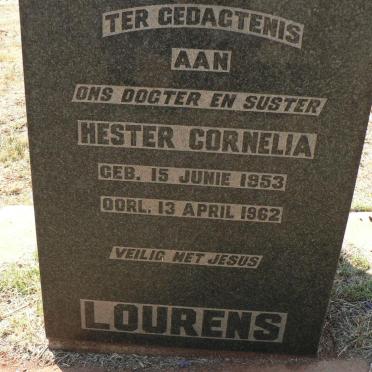 TER GEDAGTENIS
AAN
ONS DOGTER EN SUSTER
HESTER CORNELIA
GEB. 15 JUNIE 1953
OORL. 13 APRIL 1962
VEILIG MET JESUS
LOURENS